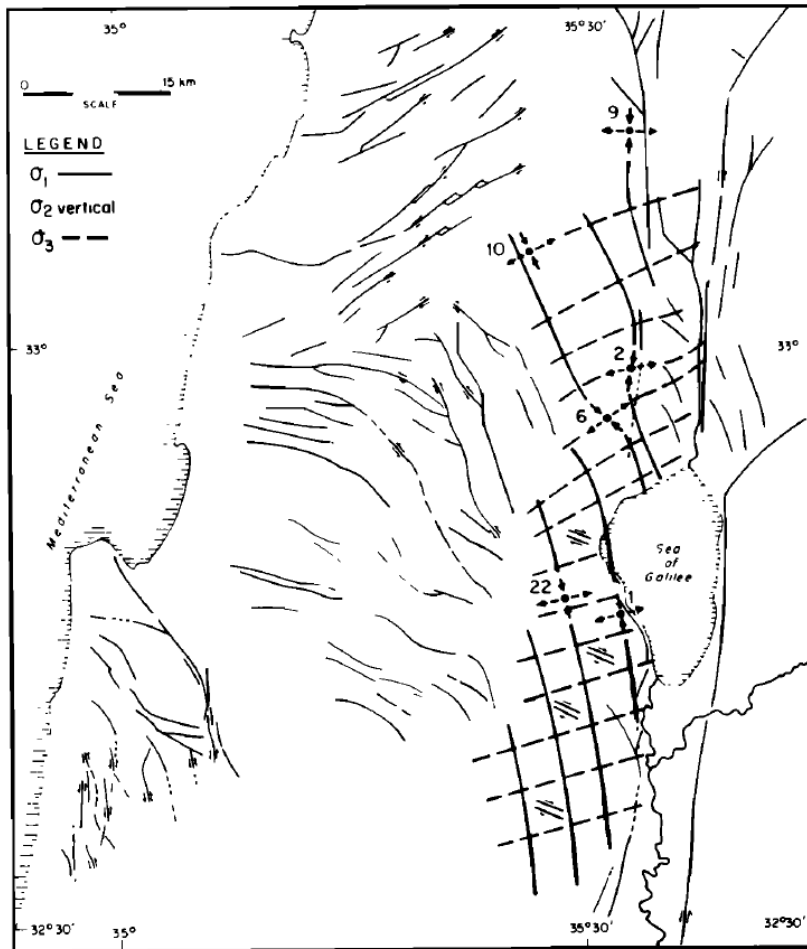 35°
35°30'
0 15 km
SCALE
LEGEND
σ1
σ2 vertical
σ3
9
10
33°
33°
2
6
Mediterranean Sea
Sea
of
Galilee
22
1
32°30'
35°
35°30'
32°30'